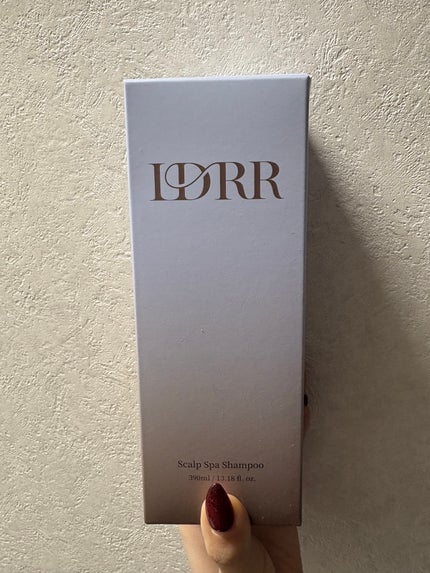 IDRR
Scalp Spa Shampoo
390ml / 13.18 fl. oz.